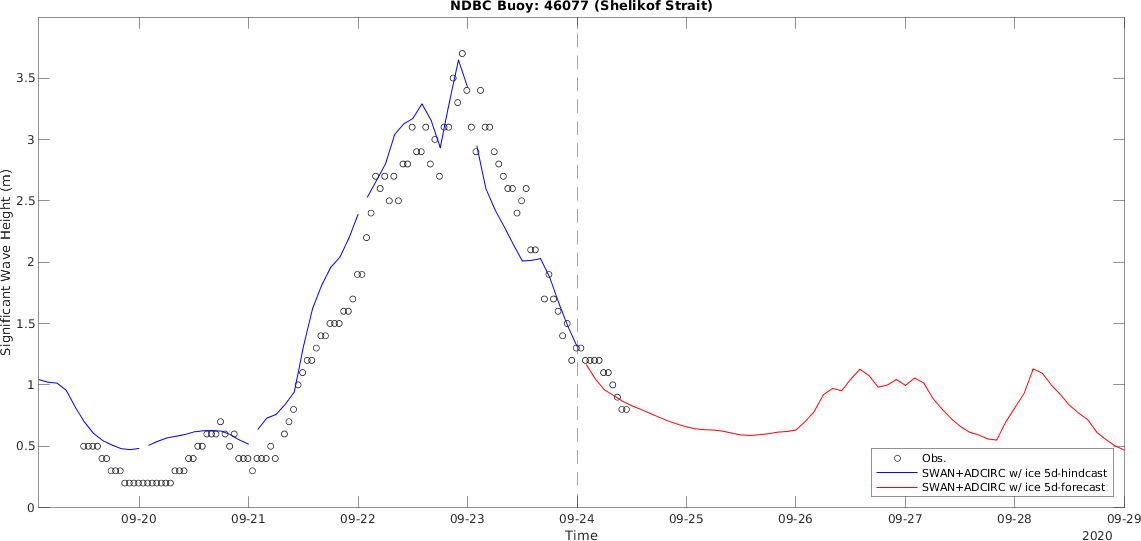 NDBC Buoy: 46077 (Shelikof Strait)
Significant Wave Height (m)
3.5
3
2.5
2
1.5
1
0.5
0
Obs.
SWAN+ADCIRC w/ ice 5d-hindcast
SWAN+ADCIRC w/ ice 5d-forecast
09-20 09-21 09-22 09-23 09-24 09-25 09-26 09-27 09-28 09-29
Time
2020